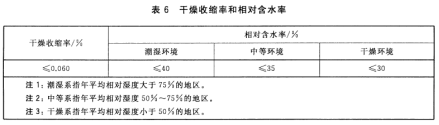 表 6 干燥收缩率和相对含水率
干燥收缩率/%
相对含水率/%
潮湿环境 中等环境 干燥环境
≤0.060 ≤40 ≤35 ≤30
注 1：潮湿系指年平均相对湿度大于 75%的地区。
注 2：中等系指年平均相对湿度 50%～75%的地区。
注 3：干燥系指年平均相对湿度小于 50%的地区。